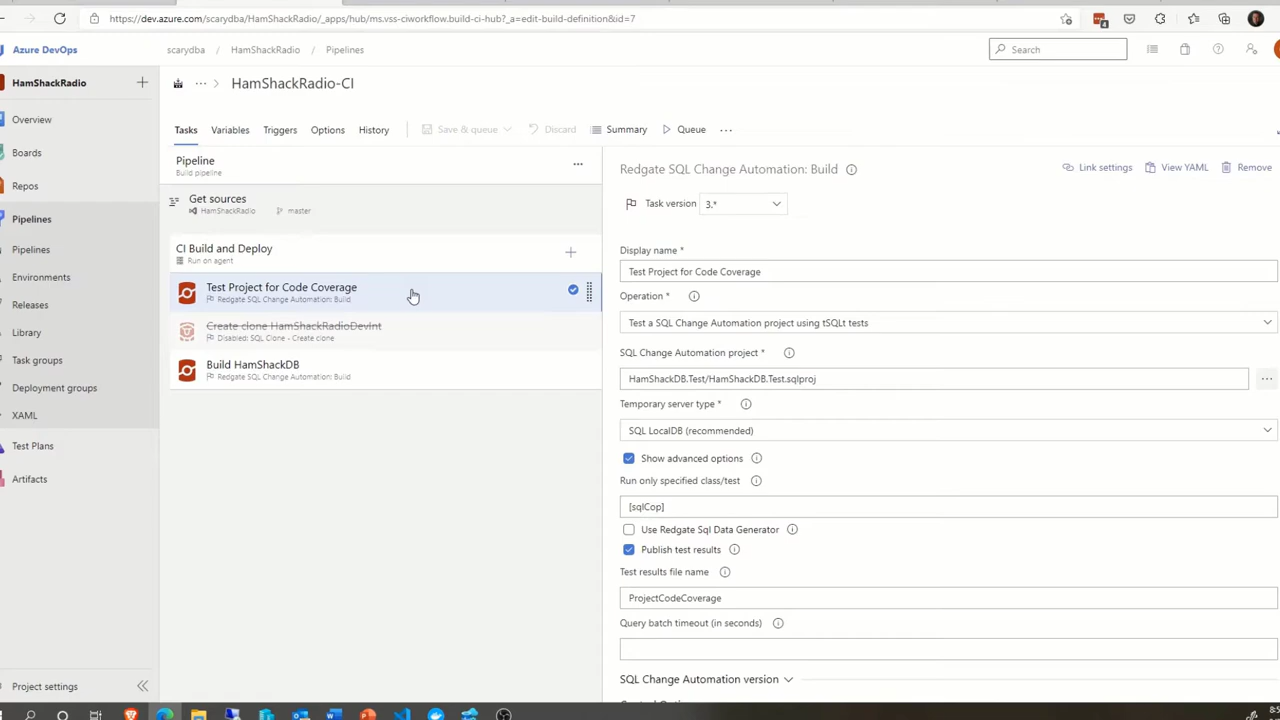 https://dev.azure.com/scarydba/HamShackRadio/_apps/hub/ms.vss-ciworkflow.build-ci-hub?_a=edit-build-definition&id=7
4
Azure DevOps
scarydba / HamShackRadio / Pipelines
Search
HamShackRadio
Overview
Boards
Repos
Pipelines
Pipelines
Environments
Releases
Library
Task groups
Deployment groups
XAML
Test Plans
Artifacts
Project settings
... > HamShackRadio-CI
Tasks Variables Triggers Options History Save & queue Discard Summary Queue ...
Pipeline
Build pipeline
Get sources
HamShackRadio master
CI Build and Deploy
Run on agent
Test Project for Code Coverage
Redgate SQL Change Automation: Build
Create clone HamShackRadioDevInt
Disabled: SQL Clone - Create clone
Build HamShackDB
Redgate SQL Change Automation: Build
Redgate SQL Change Automation: Build
Link settings View YAML Remove
Task version 3.*
Display name *
Test Project for Code Coverage
Operation *
Test a SQL Change Automation project using tSQLt tests
SQL Change Automation project *
HamShackDB.Test/HamShackDB.Test.sqlproj
Temporary server type *
SQL LocalDB (recommended)
Show advanced options
Run only specified class/test
[sqlCop]
Use Redgate Sql Data Generator
Publish test results
Test results file name
ProjectCodeCoverage
Query batch timeout (in seconds)
SQL Change Automation version